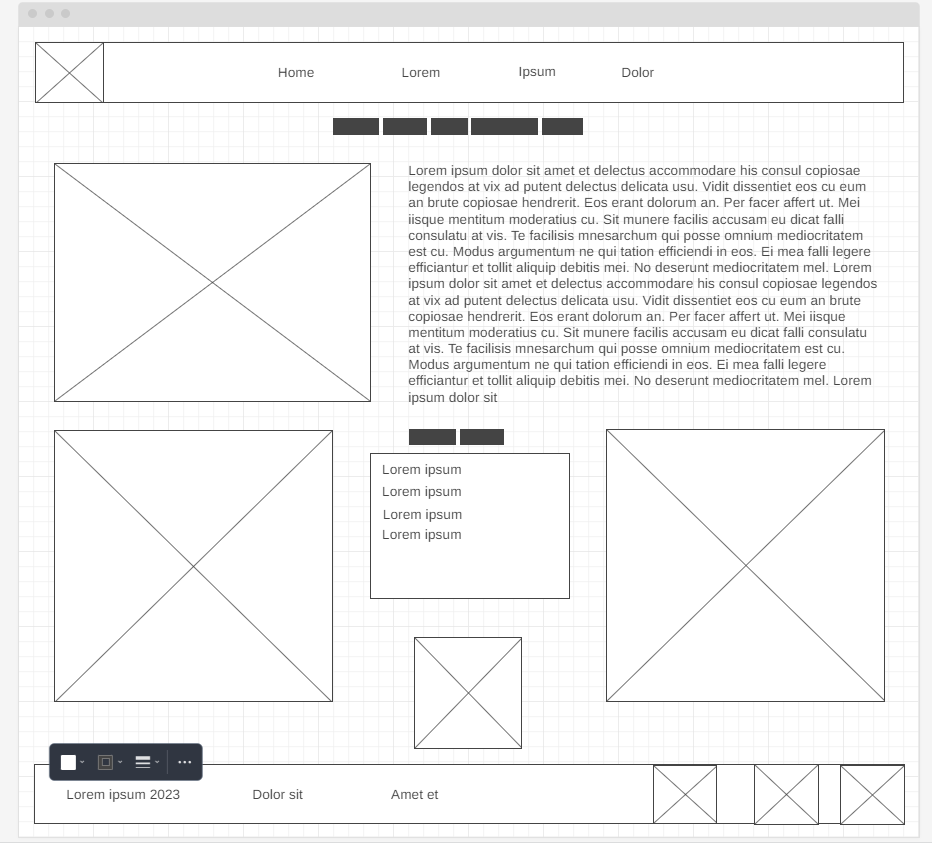 Home Lorem Ipsum Dolor
Lorem ipsum dolor sit amet et delectus accommodare his consul copiosae
legendos at vix ad putent delectus delicata usu. Vidit dissentiet eos cu eum
an brute copiosae hendrerit. Eos erant dolorum an. Per facer affert ut. Mei
iisque mentitum moderatius cu. Sit munere facilis accusam eu dicat falli
consulatu at vis. Te facilisis mnesarchum qui posse omnium mediocritatem
est cu. Modus argumentum ne qui tation efficiendi in eos. Ei mea falli legere
efficiantur et tollit aliquip debitis mei. No deserunt mediocritatem mel. Lorem
ipsum dolor sit amet et delectus accommodare his consul copiosae legendos
at vix ad putent delectus delicata usu. Vidit dissentiet eos cu eum an brute
copiosae hendrerit. Eos erant dolorum an. Per facer affert ut. Mei iisque
mentitum moderatius cu. Sit munere facilis accusam eu dicat falli consulatu
at vis. Te facilisis mnesarchum qui posse omnium mediocritatem est cu.
Modus argumentum ne qui tation efficiendi in eos. Ei mea falli legere
efficiantur et tollit aliquip debitis mei. No deserunt mediocritatem mel. Lorem
ipsum dolor sit
Lorem ipsum
Lorem ipsum
Lorem ipsum
Lorem ipsum
Lorem ipsum 2023 Dolor sit Amet et